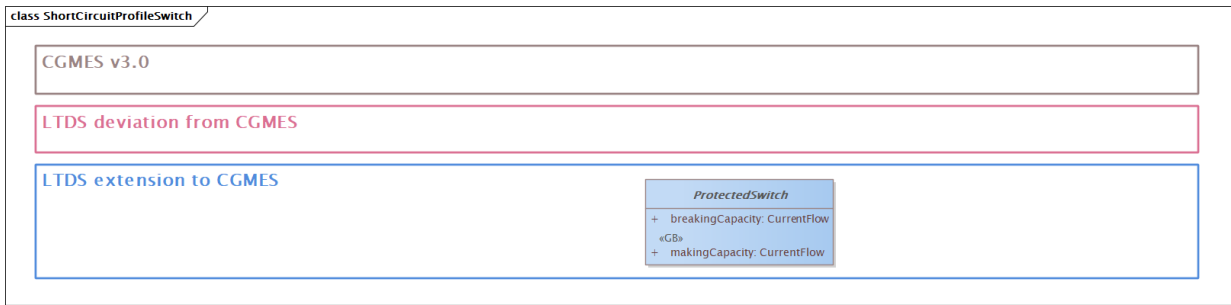 class ShortCircuitProfileSwitch
CGMES v3.0
LTDS deviation from CGMES
LTDS extension to CGMES
ProtectedSwitch
+ breakingCapacity: CurrentFlow
«GB»
+ makingCapacity: CurrentFlow